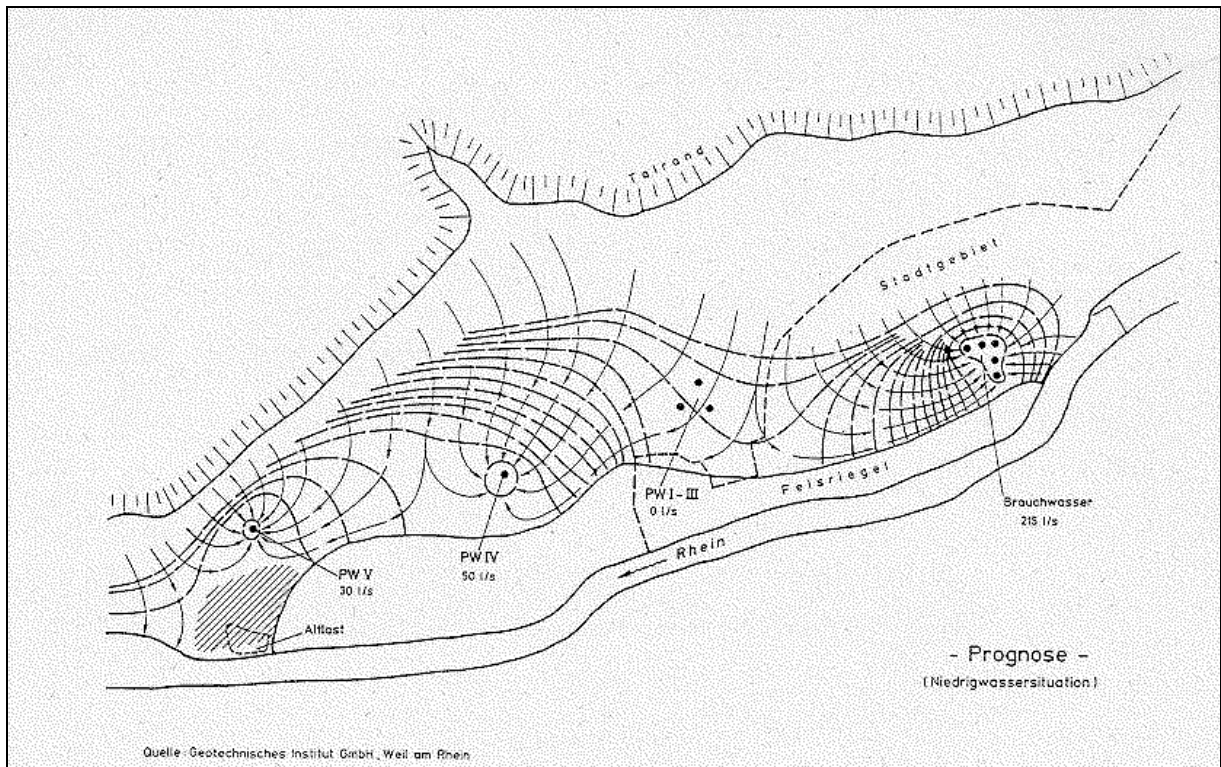 Talrand
Stadtgebiet
PW I-III
0 l/s
Felsriegel
Brauchwasser
215 l/s
Rhein
PW IV
50 l/s
PW V
30 l/s
Altlast
- Prognose -
(Niedrigwassersituation)
Quelle: Geotechnisches Institut GmbH, Weil am Rhein